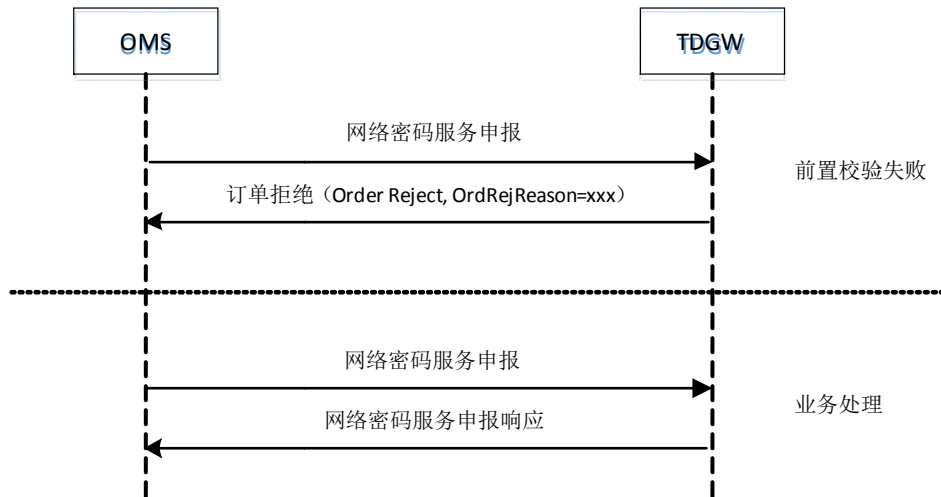 OMS
TDGW
网络密码服务申报
前置校验失败
订单拒绝（Order Reject, OrdRejReason=xxx）
网络密码服务申报
业务处理
网络密码服务申报响应